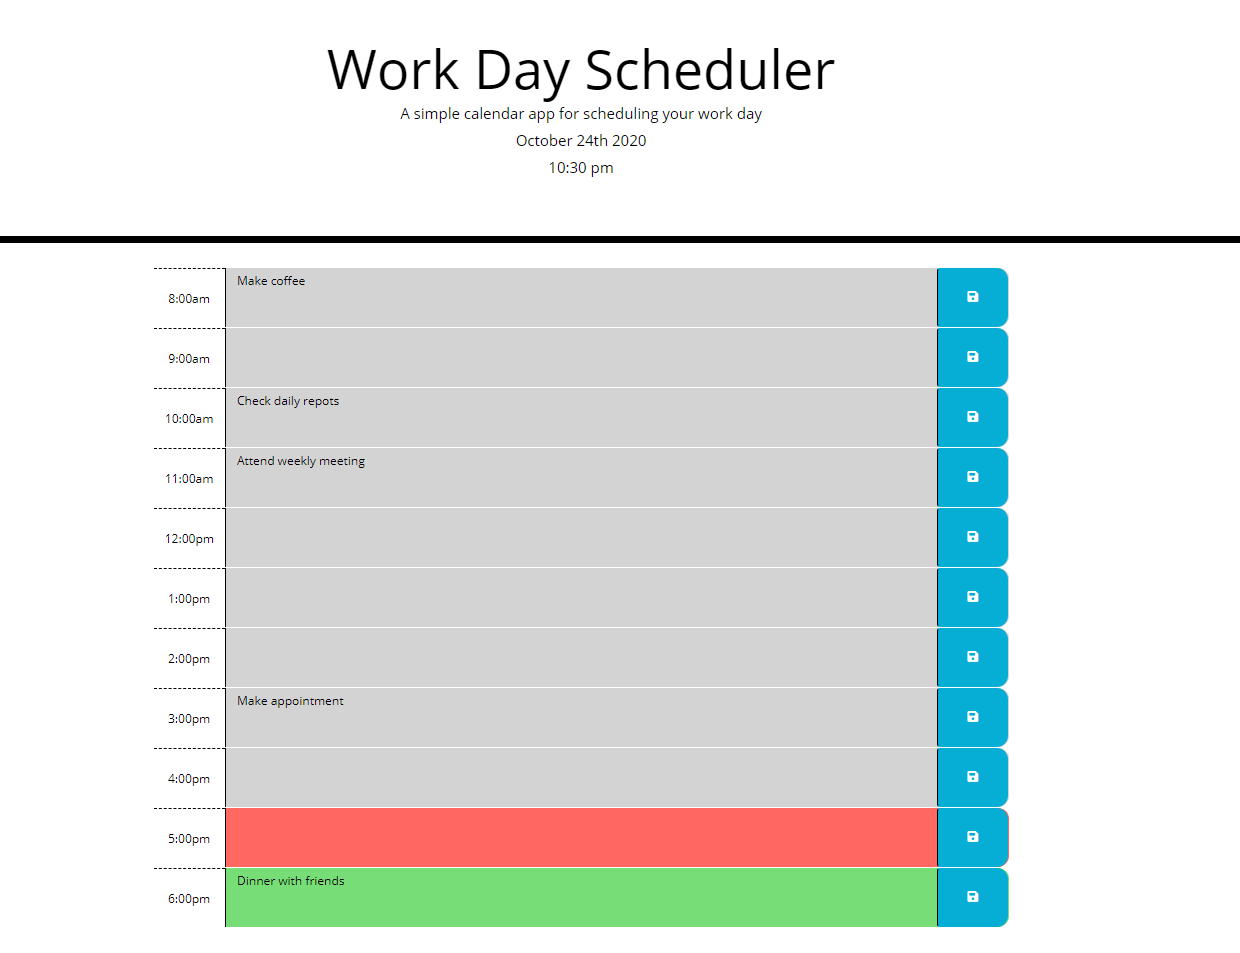 Work Day Scheduler
A simple calendar app for scheduling your work day
October 24th 2020
10:30 pm
8:00am Make coffee
9:00am
10:00am Check daily repots
11:00am Attend weekly meeting
12:00pm
1:00pm
2:00pm
3:00pm Make appointment
4:00pm
5:00pm
6:00pm Dinner with friends